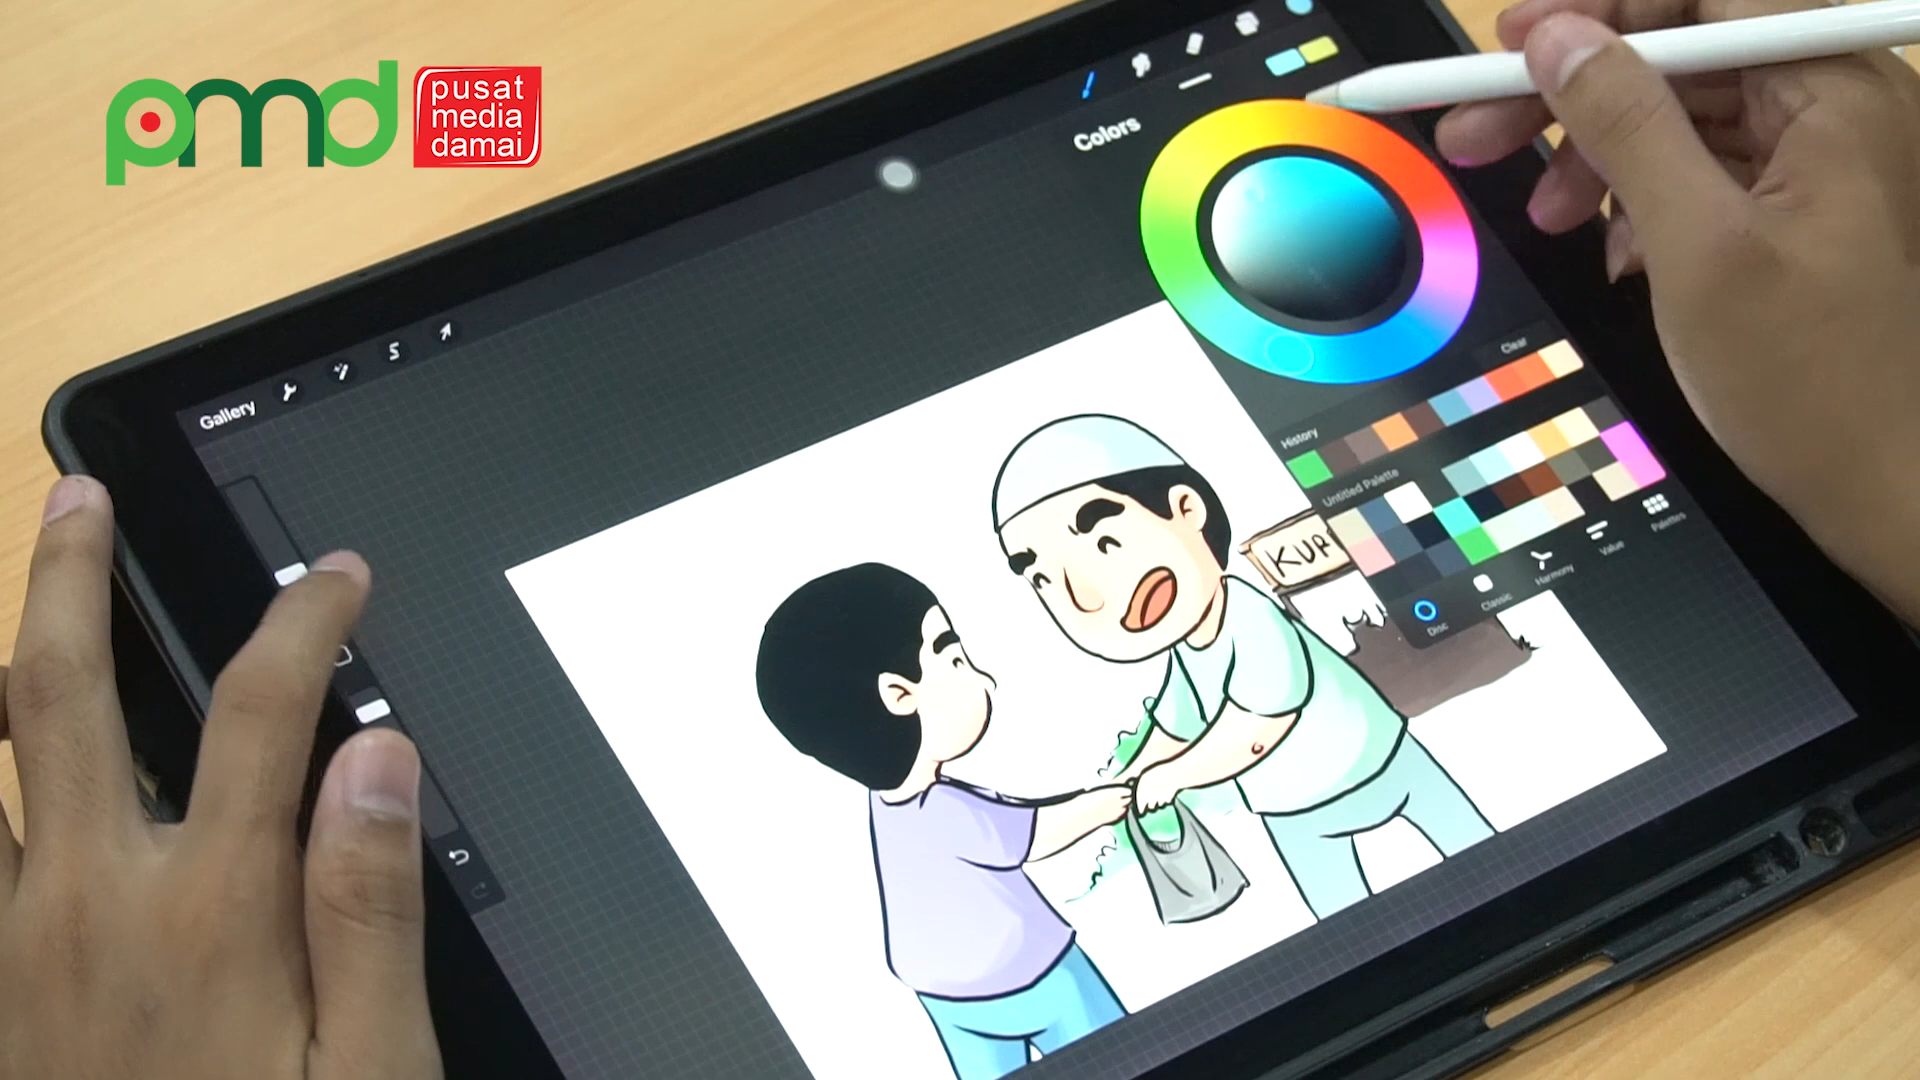 pmd
pusat
media
damai
Colors
Gallery
Clear
History
Untitled Palette
KUP
Palettes
Value
Harmony
Classic
Disc